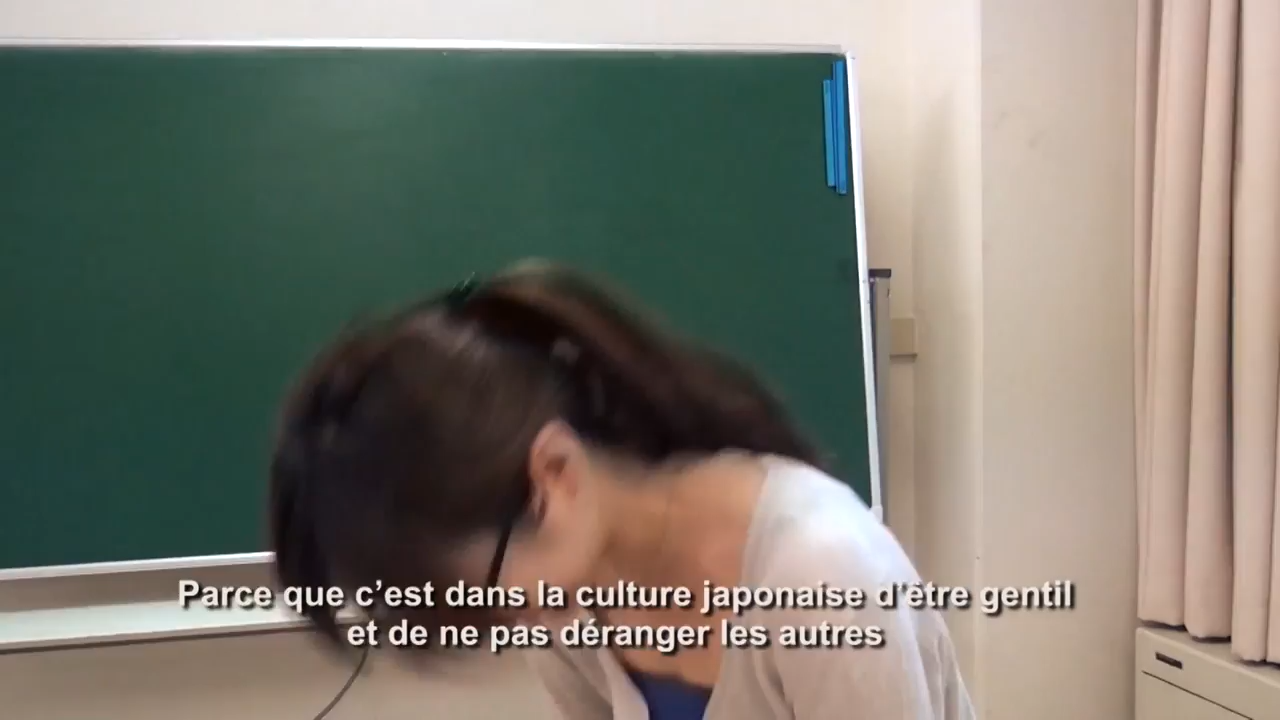 Parce que c’est dans la culture japonaise d’être gentil
et de ne pas déranger les autres